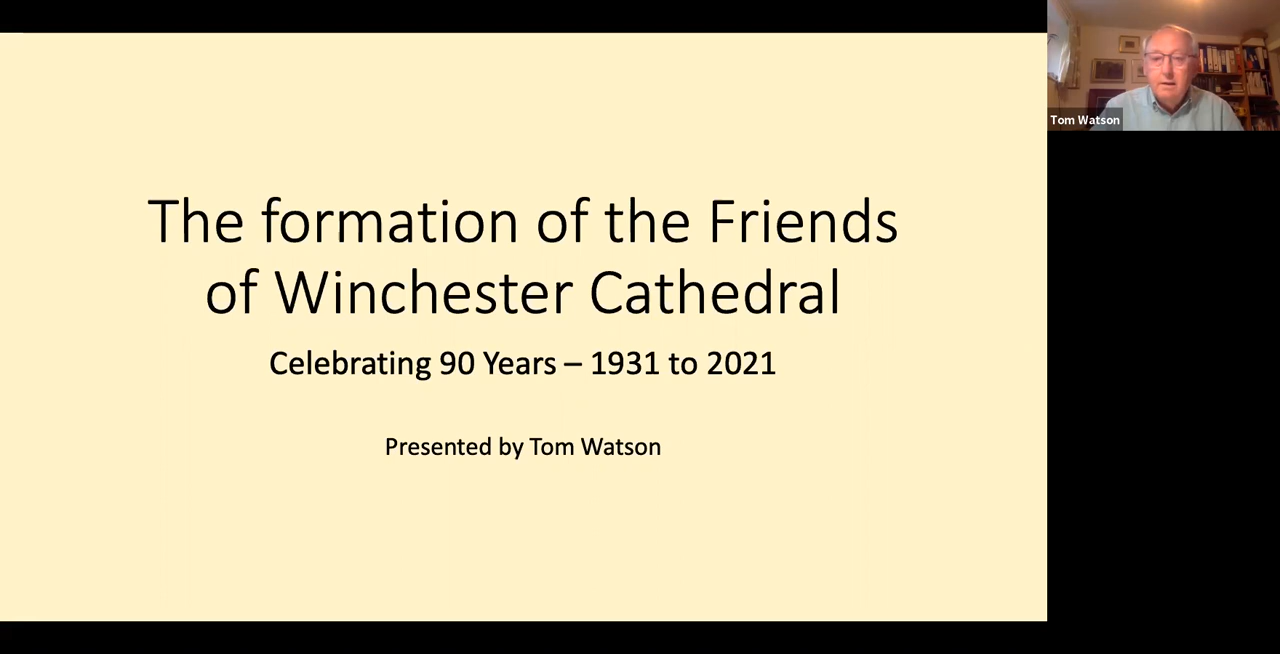 The formation of the Friends
of Winchester Cathedral
Celebrating 90 Years – 1931 to 2021
Presented by Tom Watson
Tom Watson